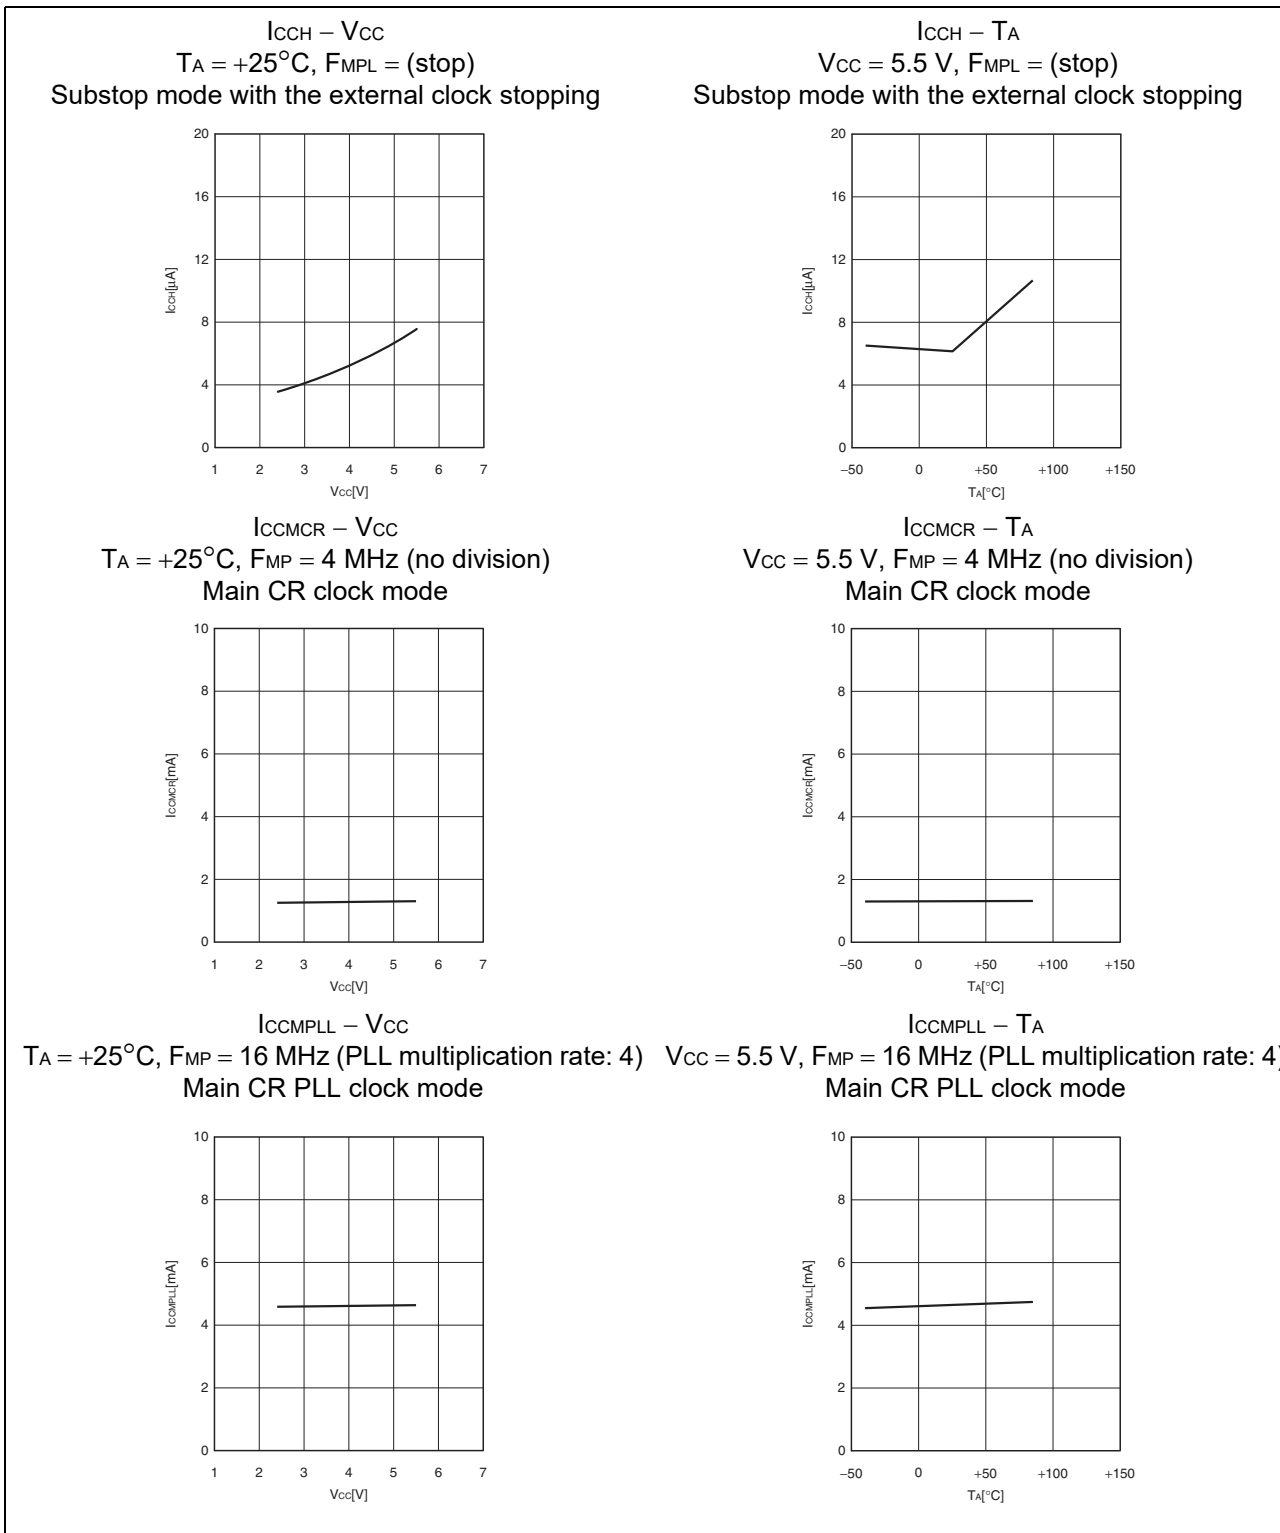 ICCH – VCC
TA = +25°C, FMPL = (stop)
Substop mode with the external clock stopping
20
16
12
8
4
0
ICCH[μA]
1 2 3 4 5 6 7
VCC[V]
ICCH – TA
VCC = 5.5 V, FMPL = (stop)
Substop mode with the external clock stopping
20
16
12
8
4
0
ICCH[μA]
−50 0 +50 +100 +150
TA[°C]
ICCMCR – VCC
TA = +25°C, FMP = 4 MHz (no division)
Main CR clock mode
10
8
6
4
2
0
ICCMCR[mA]
1 2 3 4 5 6 7
VCC[V]
ICCMCR – TA
VCC = 5.5 V, FMP = 4 MHz (no division)
Main CR clock mode
10
8
6
4
2
0
ICCMCR[mA]
−50 0 +50 +100 +150
TA[°C]
ICCMPLL – VCC
TA = +25°C, FMP = 16 MHz (PLL multiplication rate: 4)
Main CR PLL clock mode
10
8
6
4
2
0
ICCMPLL[mA]
1 2 3 4 5 6 7
VCC[V]
ICCMPLL – TA
VCC = 5.5 V, FMP = 16 MHz (PLL multiplication rate: 4)
Main CR PLL clock mode
10
8
6
4
2
0
ICCMPLL[mA]
−50 0 +50 +100 +150
TA[°C]